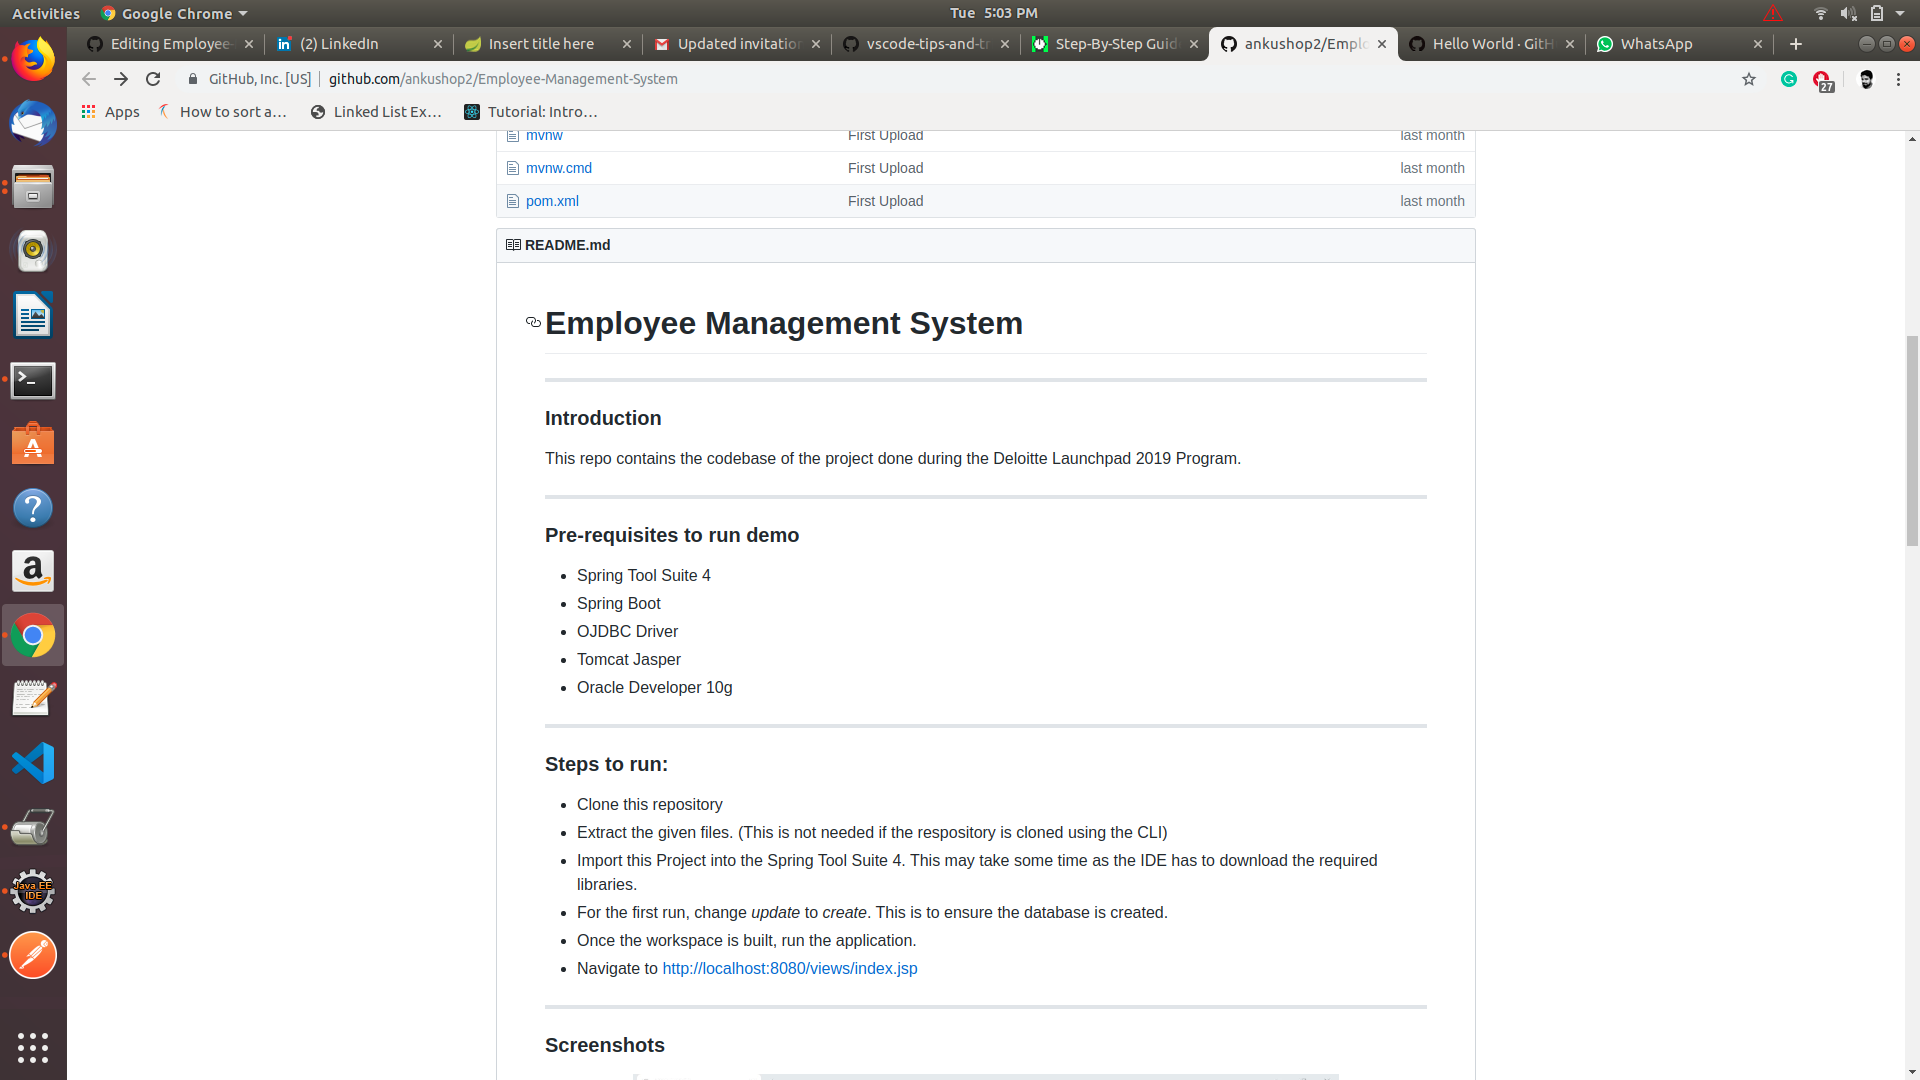 Activities Google Chrome Tue 5:03 PM
Editing Employee- (2) LinkedIn Insert title here Updated invitation vscode-tips-and-tr Step-By-Step Guid ankushop2/Emplo Hello World · GitH WhatsApp
GitHub, Inc. [US] github.com/ankushop2/Employee-Management-System 27
Apps How to sort a... Linked List Ex... Tutorial: Intro...
mvnw First Upload last month
mvnw.cmd First Upload last month
pom.xml First Upload last month
README.md
Employee Management System
Introduction
This repo contains the codebase of the project done during the Deloitte Launchpad 2019 Program.
Pre-requisites to run demo
• Spring Tool Suite 4
• Spring Boot
• OJDBC Driver
• Tomcat Jasper
• Oracle Developer 10g
Steps to run:
• Clone this repository
• Extract the given files. (This is not needed if the respository is cloned using the CLI)
• Import this Project into the Spring Tool Suite 4. This may take some time as the IDE has to download the required
libraries.
• For the first run, change update to create. This is to ensure the database is created.
Java EE
IDE
• Once the workspace is built, run the application.
• Navigate to http://localhost:8080/views/index.jsp
Screenshots